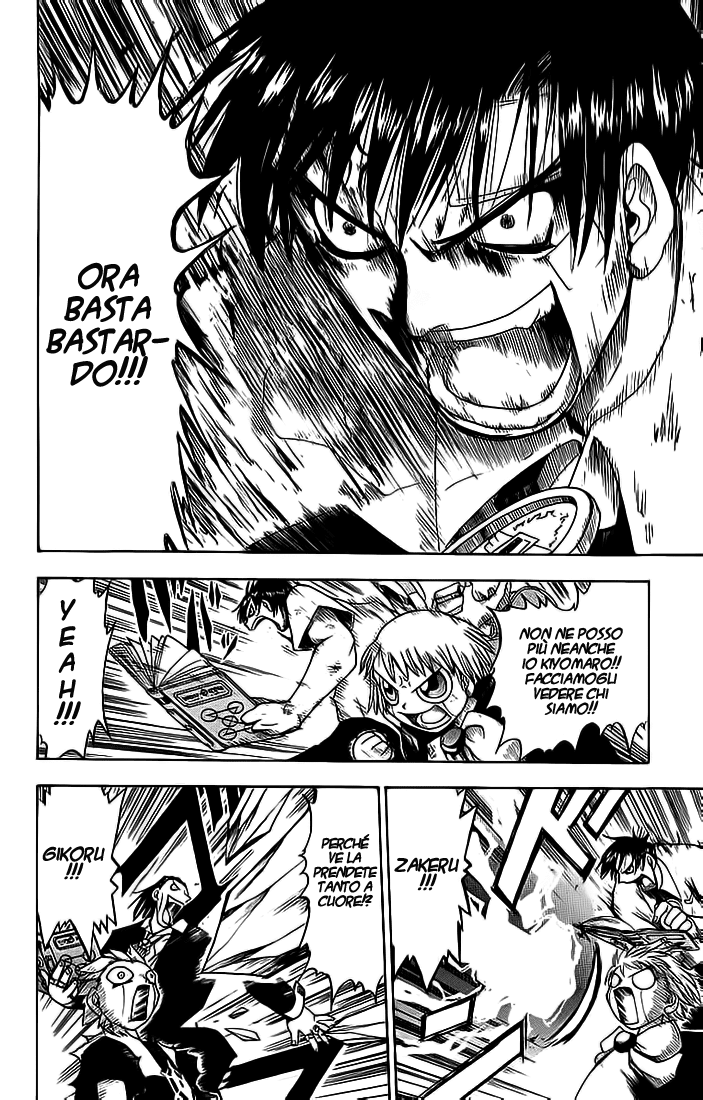 ORA
BASTA
BASTAR-
DO!!!
YEAH!!!
NON NE POSSO
PIÙ NEANCHE
IO KIYOMARO!!
FACCIAMOGLI
VEDERE CHI
SIAMO!!
GIKORU
!!!
PERCHÉ
VE LA
PRENDETE
TANTO A
CUORE!?
ZAKERU
!!!